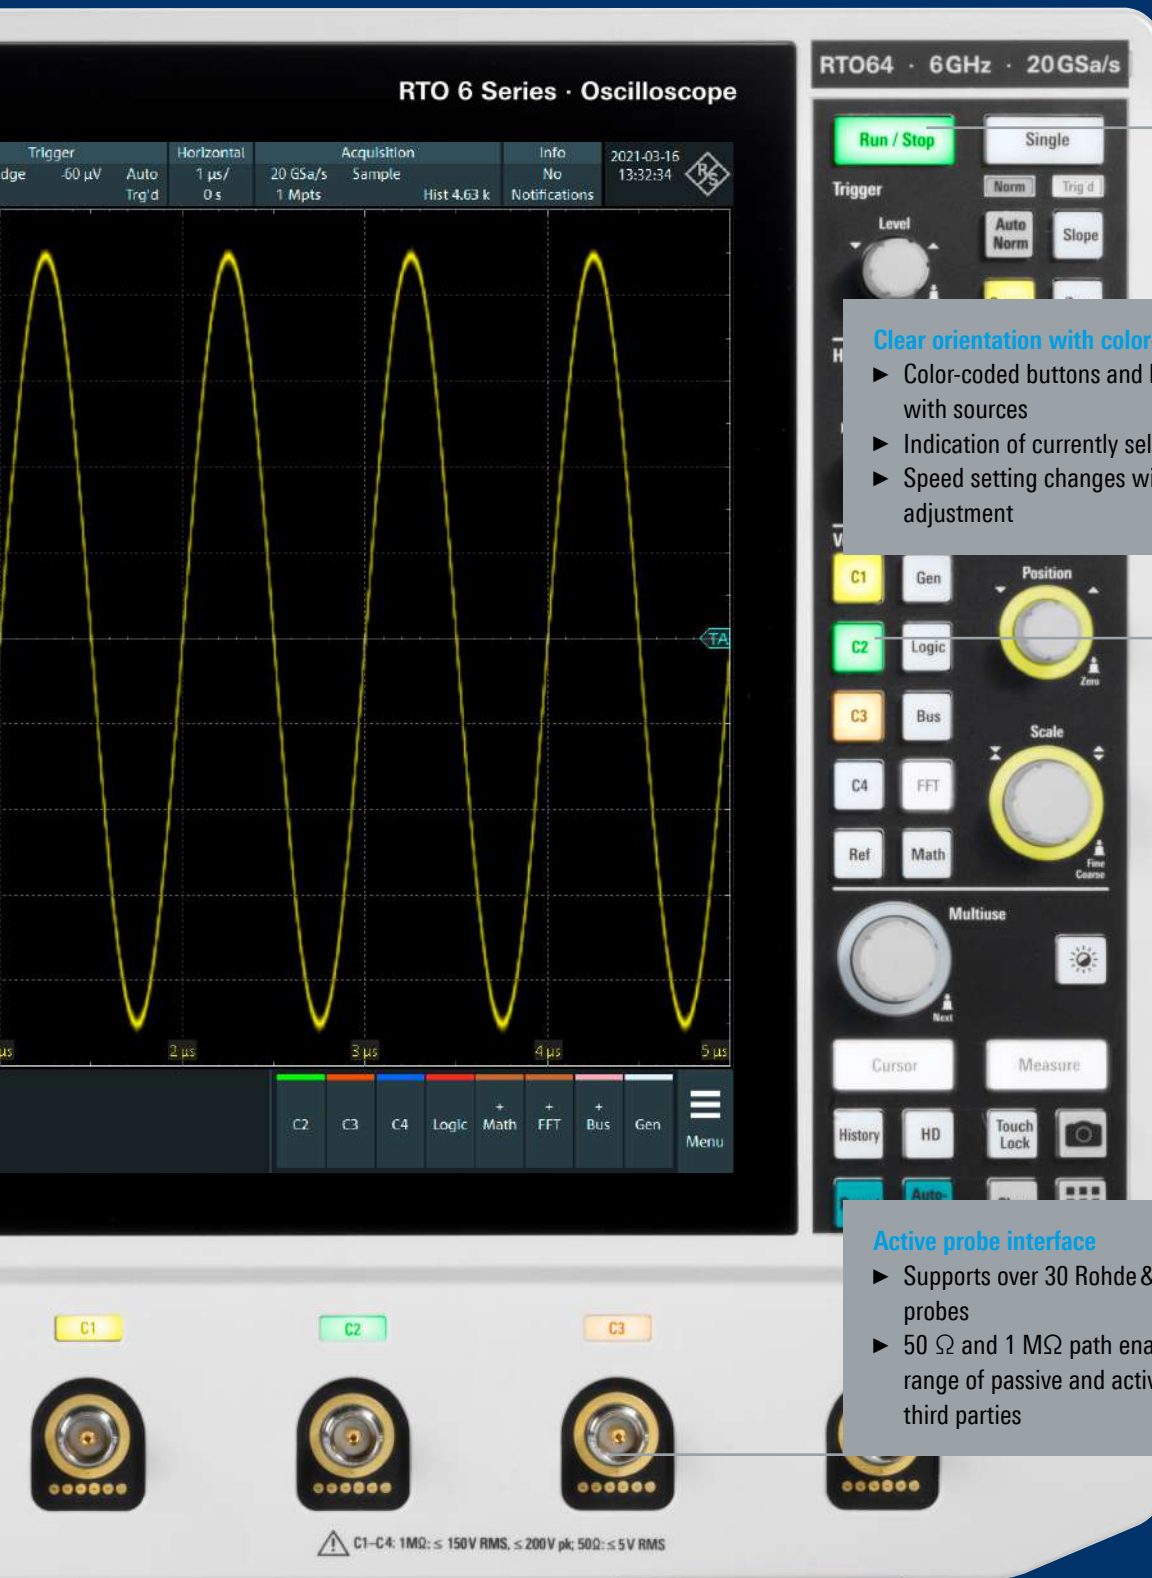 RTO64 · 6GHz · 20GSa/s
RTO 6 Series · Oscilloscope
Run / Stop
Single
Trigger
Horizontal
Acquisition
Info
2021-03-16
dge
-60 µV
Auto
1 µs/
20 GSa/s
Sample
No
13:32:34
Trg'd
0 s
1 Mpts
Hist 4.63 k
Notifications
R&S
Trigger
Norm
Trig'd
Level
Auto
Norm
Slope
Clear orientation with color
► Color-coded buttons and
with sources
► Indication of currently sel
► Speed setting changes wi
adjustment
C1
Gen
Position
C2
Logic
TA
Zero
C3
Bus
Scale
C4
FFT
Ref
Math
Fine
Coarse
Multiuse
Next
µs
2 µs
3 µs
4 µs
5 µs
Cursor
Measure
C2
C3
C4
Logic
+
Math
+
FFT
+
Bus
Gen
Menu
History
HD
Touch
Lock
Auto-
Active probe interface
► Supports over 30 Rohde &
probes
► 50 Ω and 1 MΩ path ena
range of passive and activ
third parties
C1
C2
C3
C1–C4: 1MΩ: ≤ 150V RMS, ≤ 200V pk; 50Ω: ≤ 5V RMS